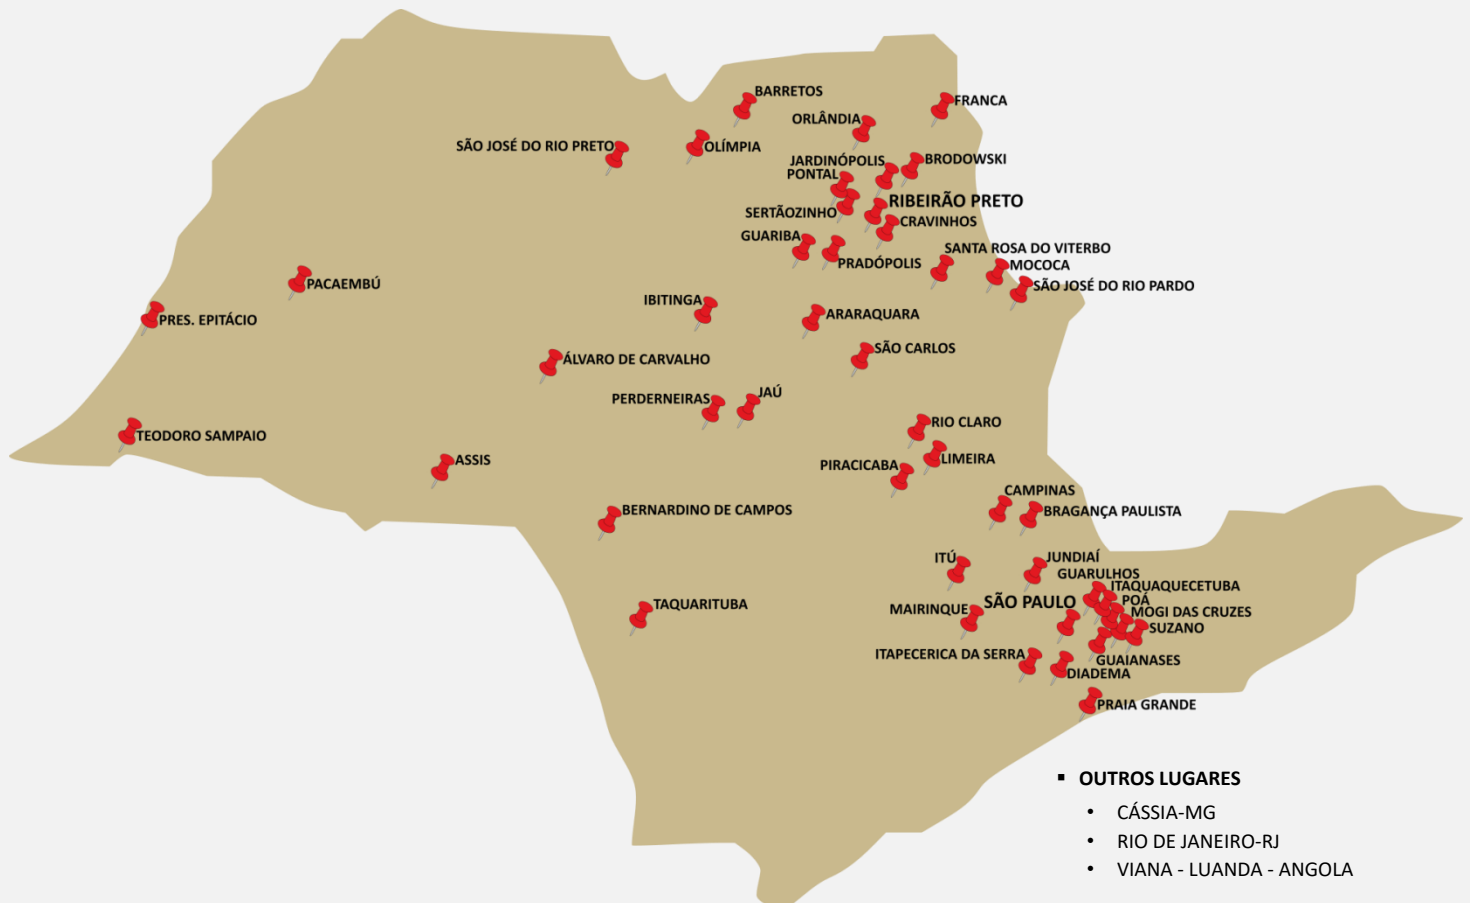 BARRETOS
FRANCA
ORLÂNDIA
SÃO JOSÉ DO RIO PRETO
OLÍMPIA
JARDINÓPOLIS
BRODOWSKI
PONTAL
RIBEIRÃO PRETO
SERTÃOZINHO
CRAVINHOS
GUARIBA
SANTA ROSA DO VITERBO
PRADÓPOLIS
MOCOCA
PACAEMBÚ
SÃO JOSÉ DO RIO PARDO
IBITINGA
PRES. EPITÁCIO
ARARAQUARA
SÃO CARLOS
ÁLVARO DE CARVALHO
PERDERNEIRAS
JAÚ
RIO CLARO
TEODORO SAMPAIO
ASSIS
LIMEIRA
PIRACICABA
CAMPINAS
BERNARDINO DE CAMPOS
BRAGANÇA PAULISTA
ITÚ
JUNDIAÍ
GUARULHOS
ITAQUAQUECETUBA
POÁ
SÃO PAULO
TAQUARITUBA
MAIRINQUE
MOGI DAS CRUZES
SUZANO
ITAPECERICA DA SERRA
GUAIANASES
DIADEMA
PRAIA GRANDE
▪ OUTROS LUGARES
• CÁSSIA-MG
• RIO DE JANEIRO-RJ
• VIANA - LUANDA - ANGOLA